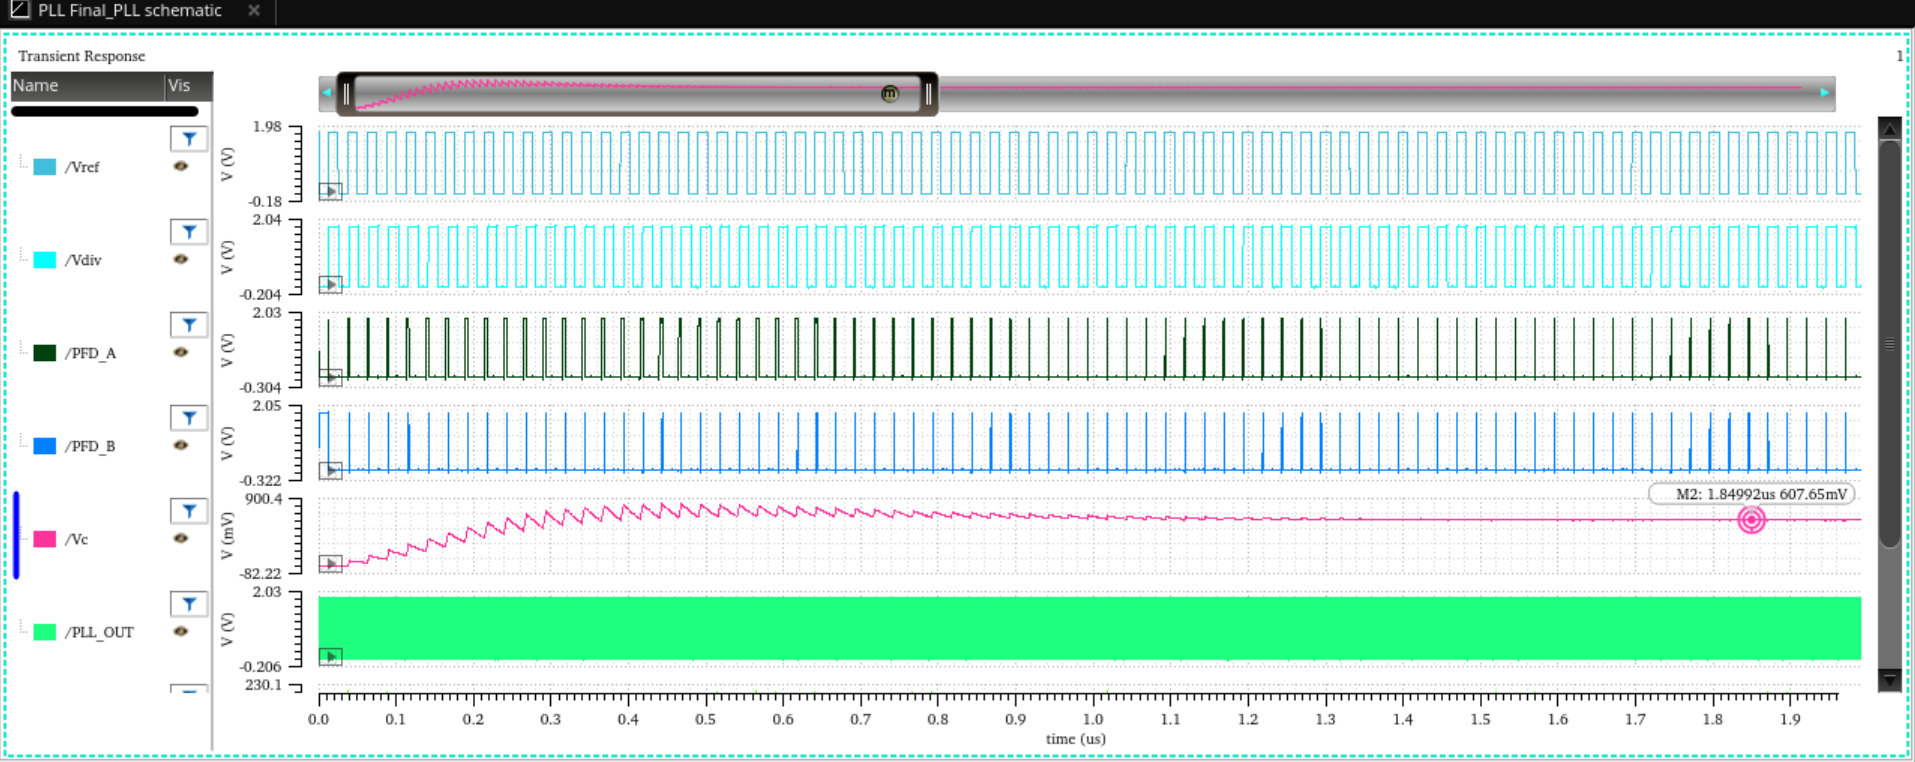 PLL Final_PLL schematic ×
Transient Response 1
Name Vis
m
1.98
/Vref V (V)
-0.18
2.04
/Vdiv V (V)
-0.204
2.03
/PFD_A V (V)
-0.304
2.05
/PFD_B V (V)
-0.322
M2: 1.84992us 607.65mV
900.4
/Vc V (mV)
-82.22
2.03
/PLL_OUT V (V)
-0.206
230.1
0.0 0.1 0.2 0.3 0.4 0.5 0.6 0.7 0.8 0.9 1.0 1.1 1.2 1.3 1.4 1.5 1.6 1.7 1.8 1.9
time (us)